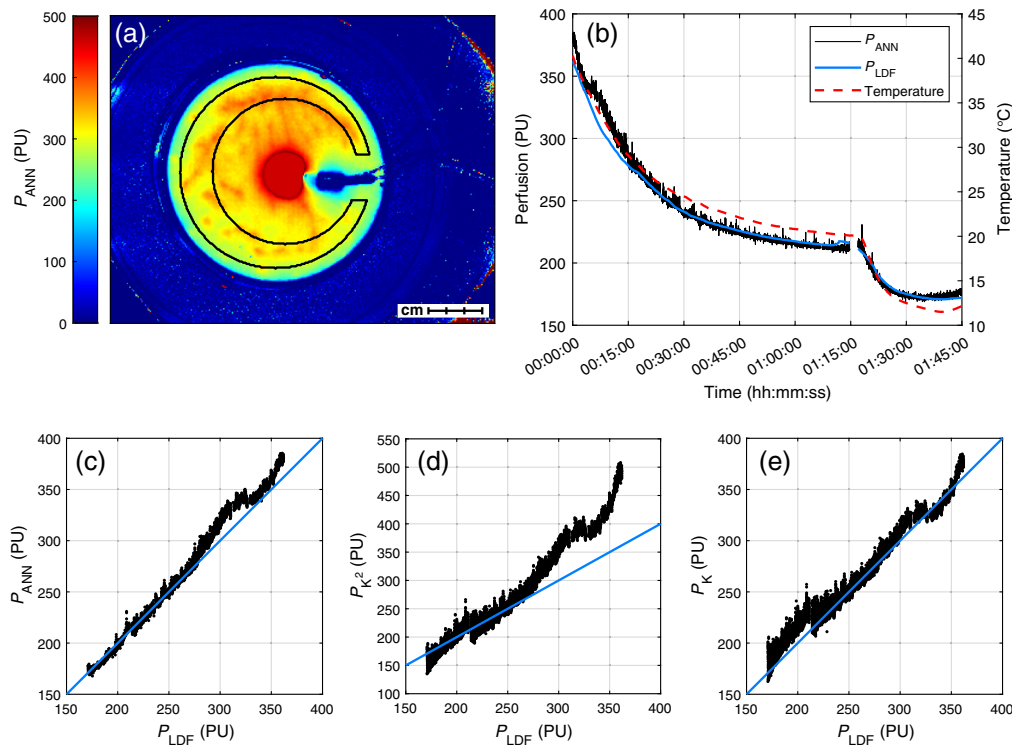 500
400
300
200
100
0
P_ANN (PU)
(a)
cm
(b)
400
350
300
250
200
150
Perfusion (PU)
P_ANN
P_LDF
Temperature
45
40
35
30
25
20
15
10
Temperature (°C)
00:00:00
00:15:00
00:30:00
00:45:00
01:00:00
01:15:00
01:30:00
01:45:00
Time (hh:mm:ss)
(c)
400
350
300
250
200
150
P_ANN (PU)
150 200 250 300 350 400
P_LDF (PU)
(d)
550
500
450
400
350
300
250
200
150
100
P_K² (PU)
150 200 250 300 350 400
P_LDF (PU)
(e)
400
350
300
250
200
150
P_K (PU)
150 200 250 300 350 400
P_LDF (PU)